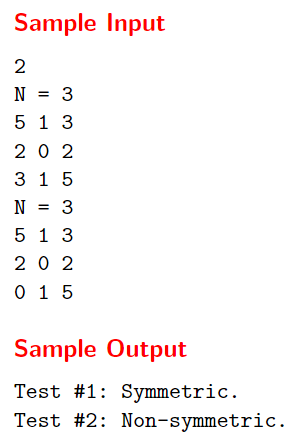 Sample Input
2
N = 3
5 1 3
2 0 2
3 1 5
N = 3
5 1 3
2 0 2
0 1 5
Sample Output
Test #1: Symmetric.
Test #2: Non-symmetric.